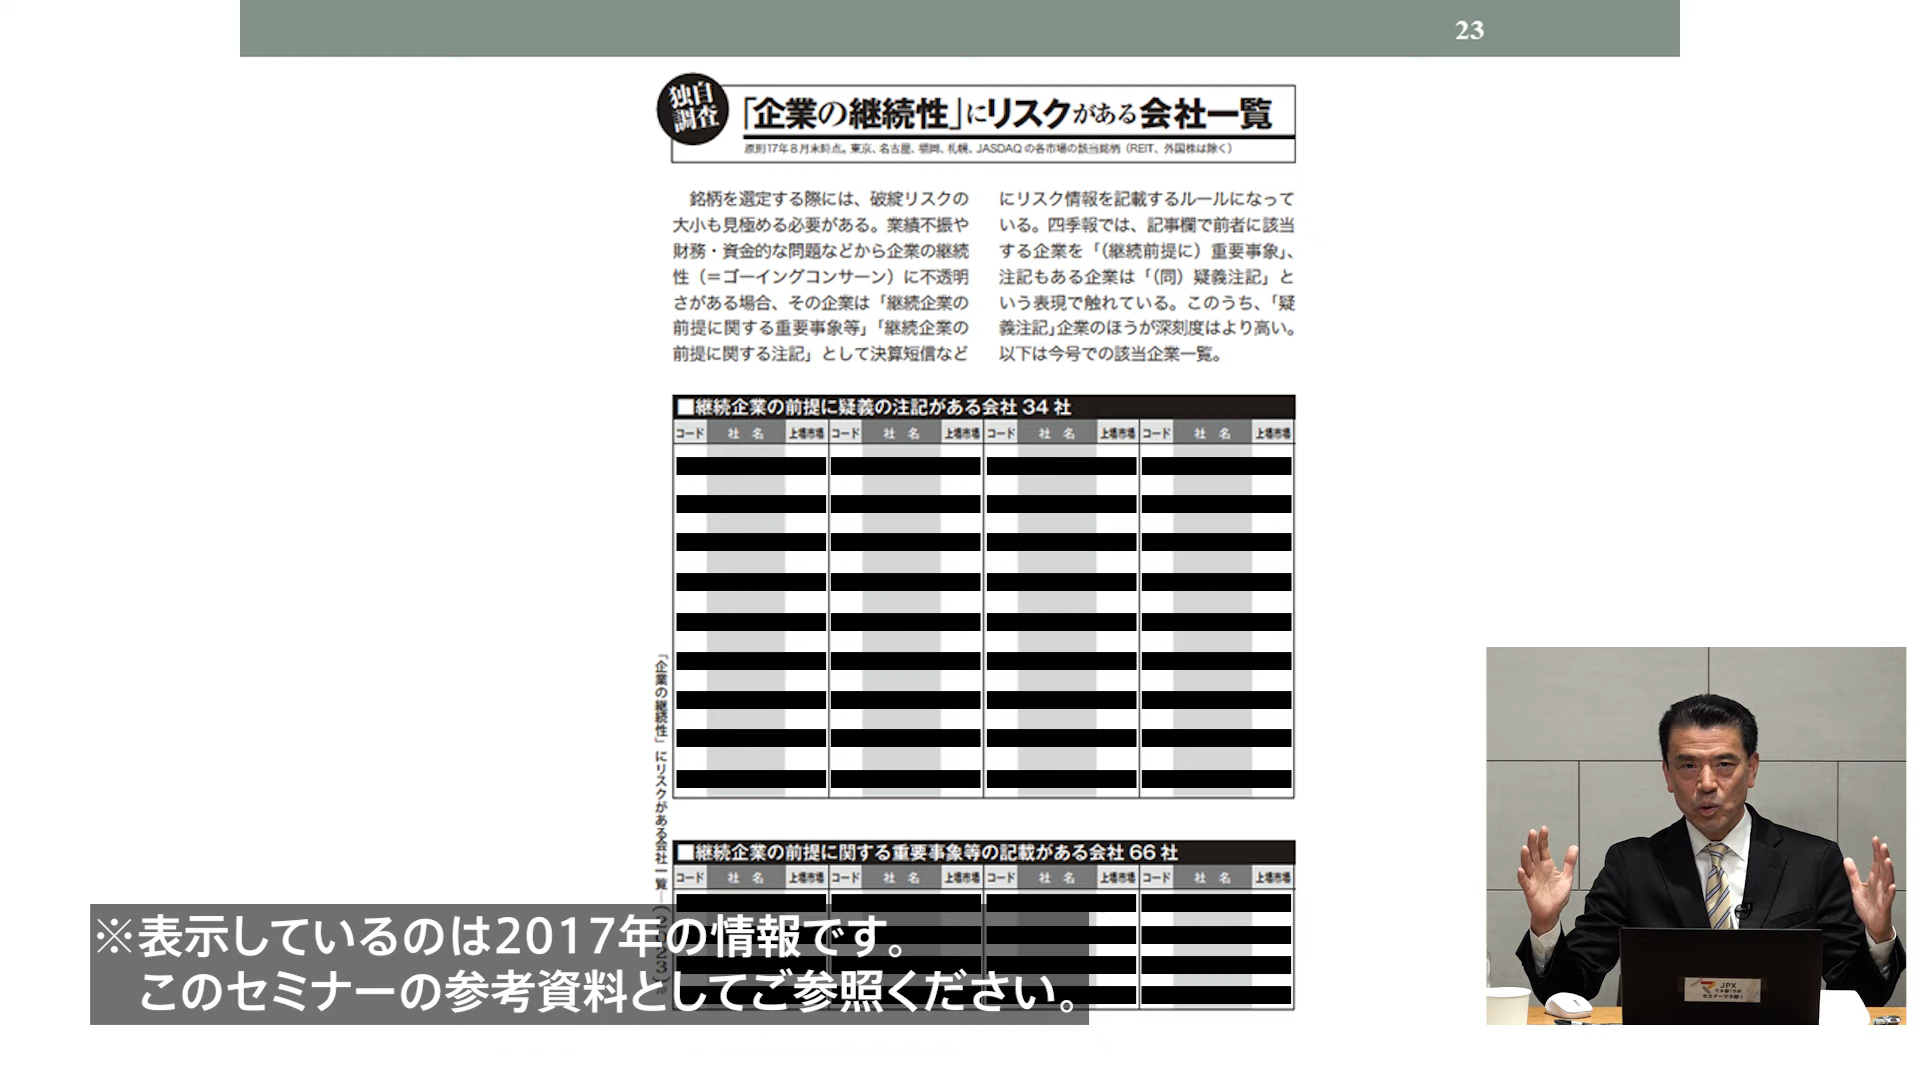 23
独自
調査
「企業の継続性」にリスクがある会社一覧
原則17年8月末時点。東京、名古屋、福岡、札幌、JASDAQの各市場の該当銘柄（REIT、外国株は除く）
銘柄を選定する際には、破綻リスクの
大小も見極める必要がある。業績不振や
財務・資金的な問題などから企業の継続
性（＝ゴーイングコンサーン）に不透明
さがある場合、その企業は「継続企業の
前提に関する重要事象等」「継続企業の
前提に関する注記」として決算短信など
にリスク情報を記載するルールになって
いる。四季報では、記事欄で前者に該当
する企業を「（継続前提に）重要事象」、
注記もある企業は「（同）疑義注記」と
いう表現で触れている。このうち、「疑
義注記」企業のほうが深刻度はより高い。
以下は今号での該当企業一覧。
■継続企業の前提に疑義の注記がある会社 34 社
コード 社名 上場市場 コード 社名 上場市場 コード 社名 上場市場 コード 社名 上場市場
■継続企業の前提に関する重要事象等の記載がある会社 66 社
コード 社名 上場市場 コード 社名 上場市場 コード 社名 上場市場 コード 社名 上場市場
「企業の継続性」にリスクがある会社一覧
※表示しているのは2017年の情報です。
このセミナーの参考資料としてご参照ください。
JPX
マネ部！ラボ
セミナーマネ部！